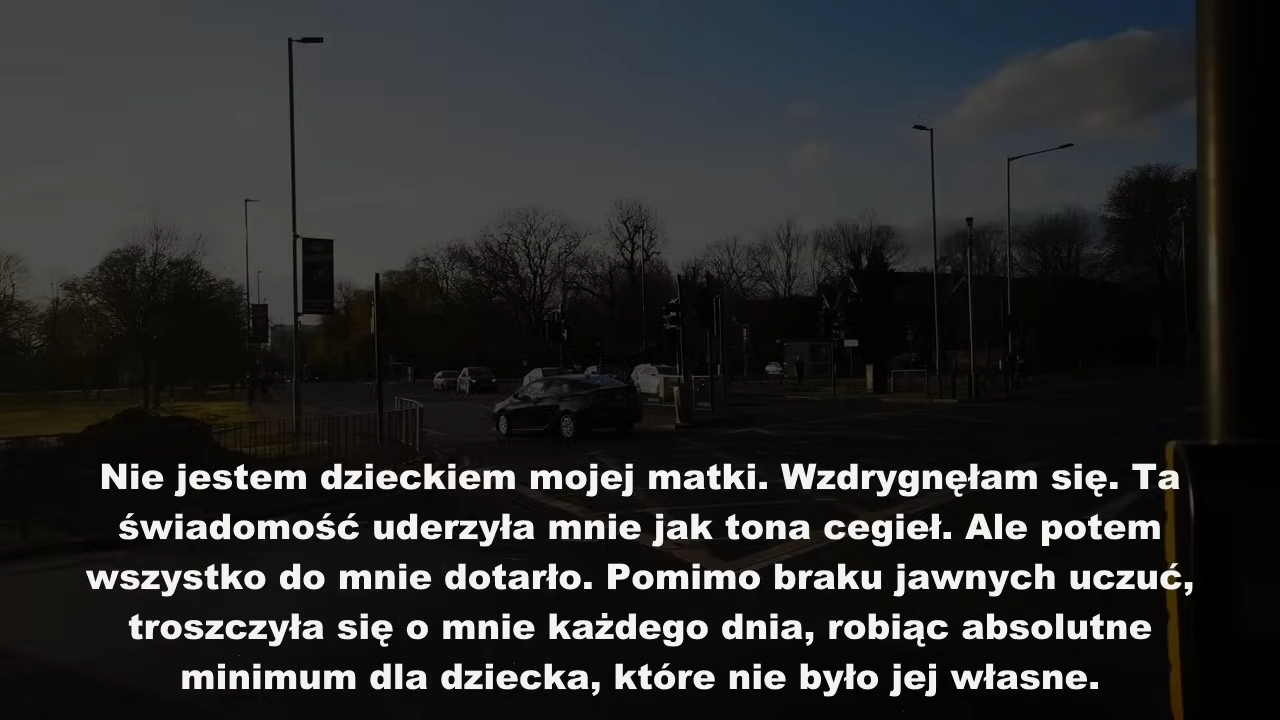 Nie jestem dzieckiem mojej matki. Wzdrygnęłam się. Ta
świadomość uderzyła mnie jak tona cegieł. Ale potem
wszystko do mnie dotarło. Pomimo braku jawnych uczuć,
troszczyła się o mnie każdego dnia, robiąc absolutne
minimum dla dziecka, które nie było jej własne.